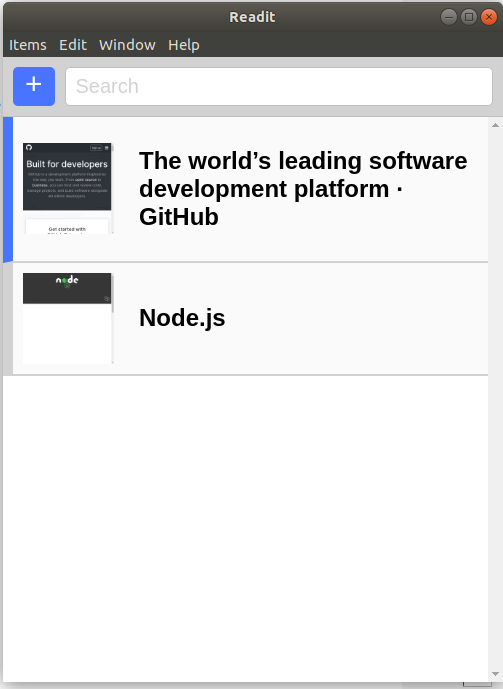 Readit
Items Edit Window Help
+ Search
Built for developers
The world's leading software
development platform ·
GitHub
Get started with
node
Node.js